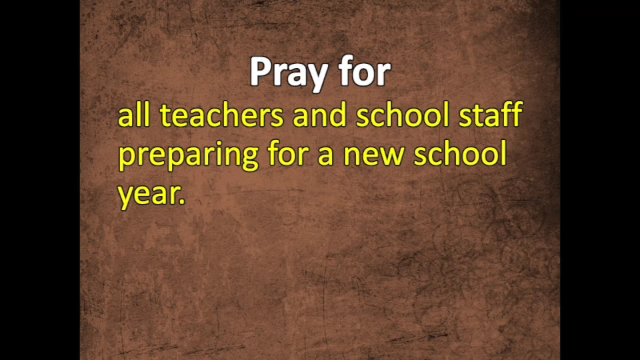 Pray for
all teachers and school staff
preparing for a new school
year.